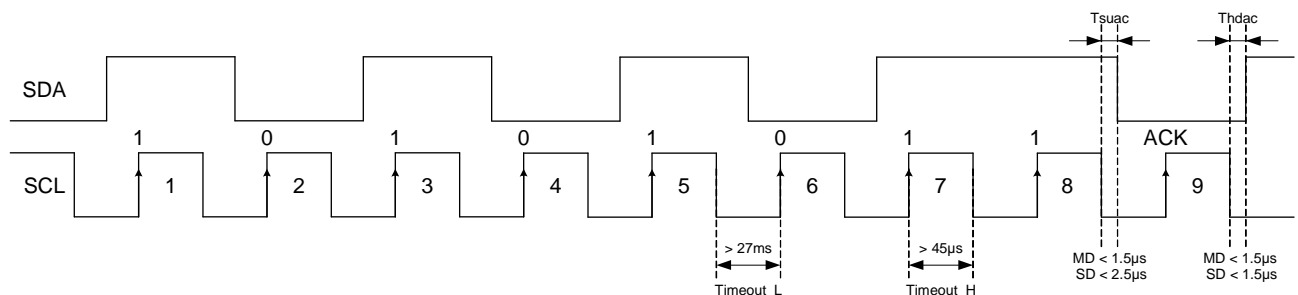 Tsuac Thdac
SDA
1 0 1 0 1 0 1 1 ACK
SCL 1 2 3 4 5 6 7 8 9
> 27ms > 45µs MD < 1.5µs MD < 1.5µs
SD < 2.5µs SD < 1.5µs
Timeout L Timeout H